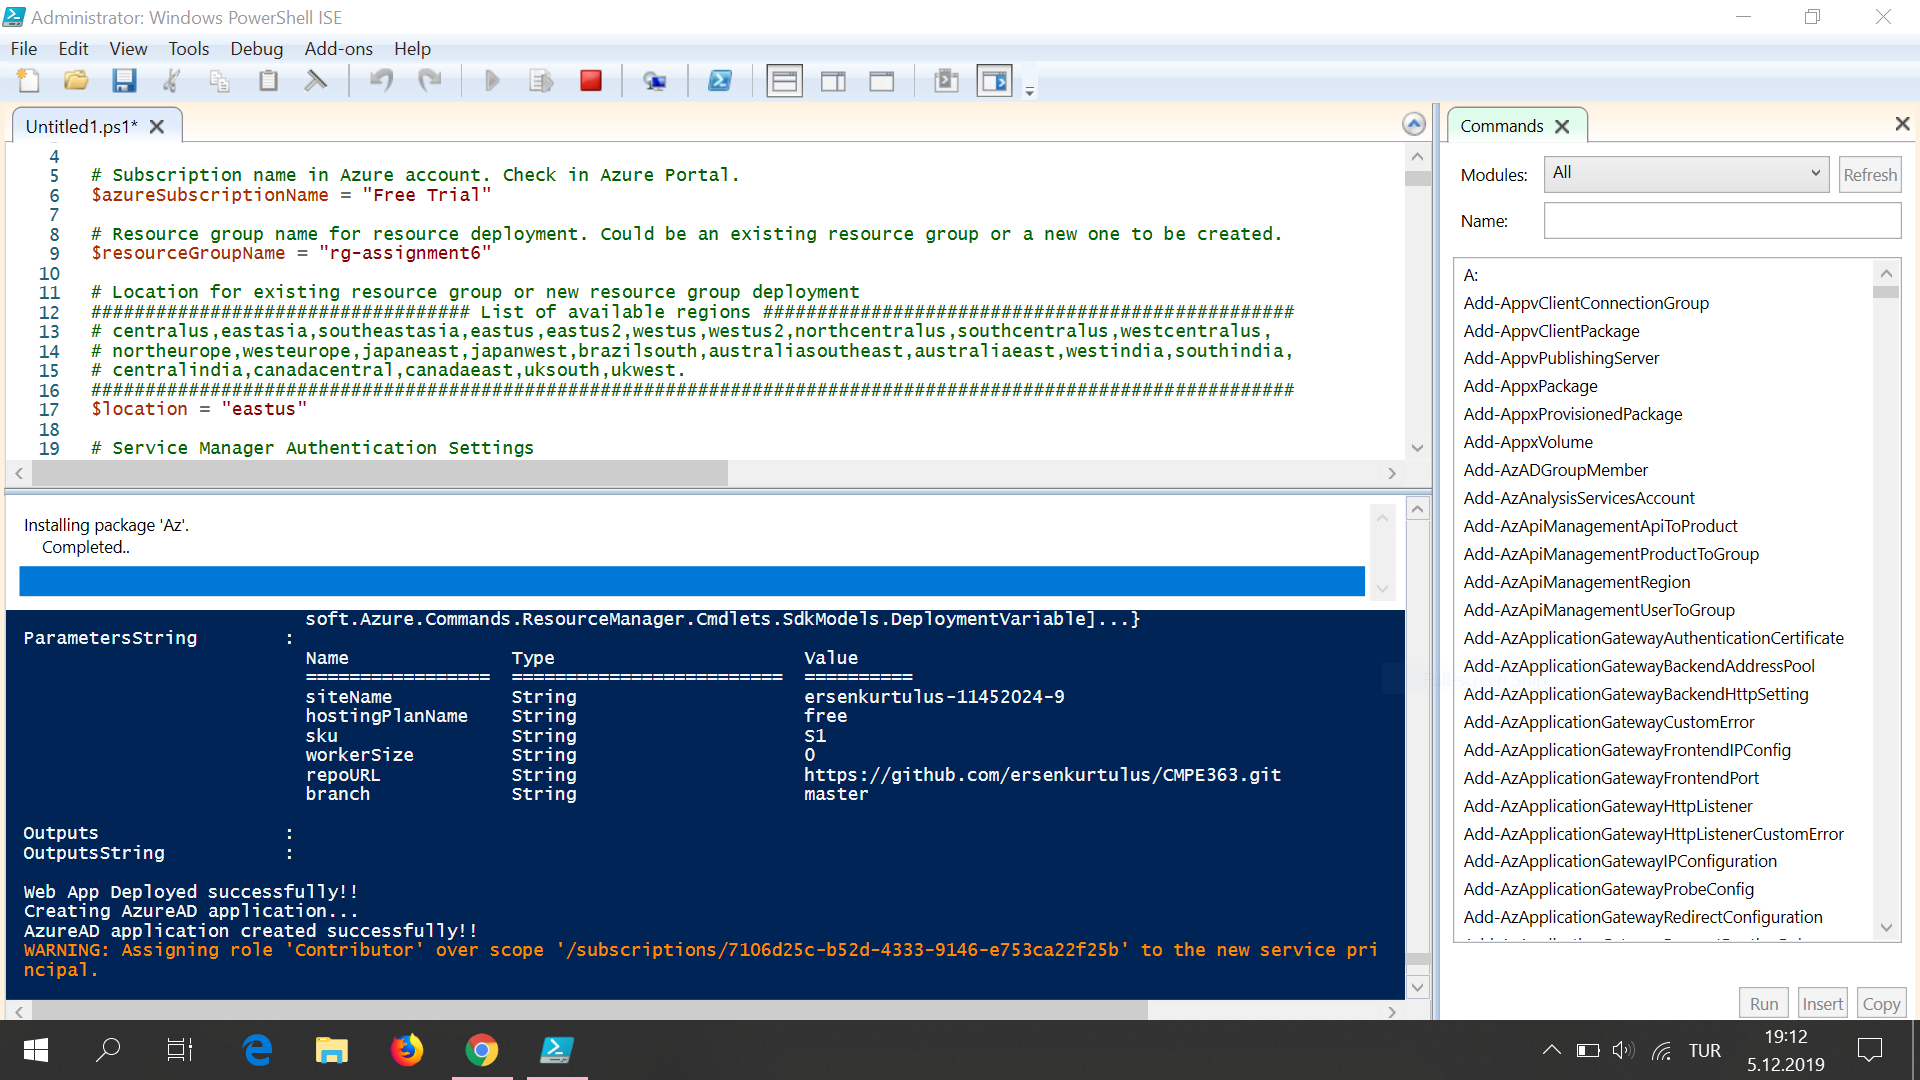 Administrator: Windows PowerShell ISE
File Edit View Tools Debug Add-ons Help
Untitled1.ps1*
4
5 # Subscription name in Azure account. Check in Azure Portal.
6 $azureSubscriptionName = "Free Trial"
7
8 # Resource group name for resource deployment. Could be an existing resource group or a new one to be created.
9 $resourceGroupName = "rg-assignment6"
10
11 # Location for existing resource group or new resource group deployment
12 ################################### List of available regions #################################################
13 # centralus,eastasia,southeastasia,eastus,eastus2,westus,westus2,northcentralus,southcentralus,westcentralus,
14 # northeurope,westeurope,japaneast,japanwest,brazilsouth,australiasoutheast,australiaeast,westindia,southindia,
15 # centralindia,canadacentral,canadaeast,uksouth,ukwest.
16 ###############################################################################################################
17 $location = "eastus"
18
19 # Service Manager Authentication Settings
Installing package 'Az'.
Completed..
soft.Azure.Commands.ResourceManager.Cmdlets.SdkModels.DeploymentVariable]...}
ParametersString :
Name Type Value
================= ========================= ==========
siteName String ersenkurtulus-11452024-9
hostingPlanName String free
sku String S1
workerSize String 0
repoURL String https://github.com/ersenkurtulus/CMPE363.git
branch String master
Outputs :
OutputsString :
Web App Deployed successfully!!
Creating AzureAD application...
AzureAD application created successfully!!
WARNING: Assigning role 'Contributor' over scope '/subscriptions/7106d25c-b52d-4333-9146-e753ca22f25b' to the new service pri
ncipal.
Commands
Modules: All Refresh
Name:
A:
Add-AppvClientConnectionGroup
Add-AppvClientPackage
Add-AppvPublishingServer
Add-AppxPackage
Add-AppxProvisionedPackage
Add-AppxVolume
Add-AzADGroupMember
Add-AzAnalysisServicesAccount
Add-AzApiManagementApiToProduct
Add-AzApiManagementProductToGroup
Add-AzApiManagementRegion
Add-AzApiManagementUserToGroup
Add-AzApplicationGatewayAuthenticationCertificate
Add-AzApplicationGatewayBackendAddressPool
Add-AzApplicationGatewayBackendHttpSetting
Add-AzApplicationGatewayCustomError
Add-AzApplicationGatewayFrontendIPConfig
Add-AzApplicationGatewayFrontendPort
Add-AzApplicationGatewayHttpListener
Add-AzApplicationGatewayHttpListenerCustomError
Add-AzApplicationGatewayIPConfiguration
Add-AzApplicationGatewayProbeConfig
Add-AzApplicationGatewayRedirectConfiguration
Run Insert Copy
TUR
19:12
5.12.2019